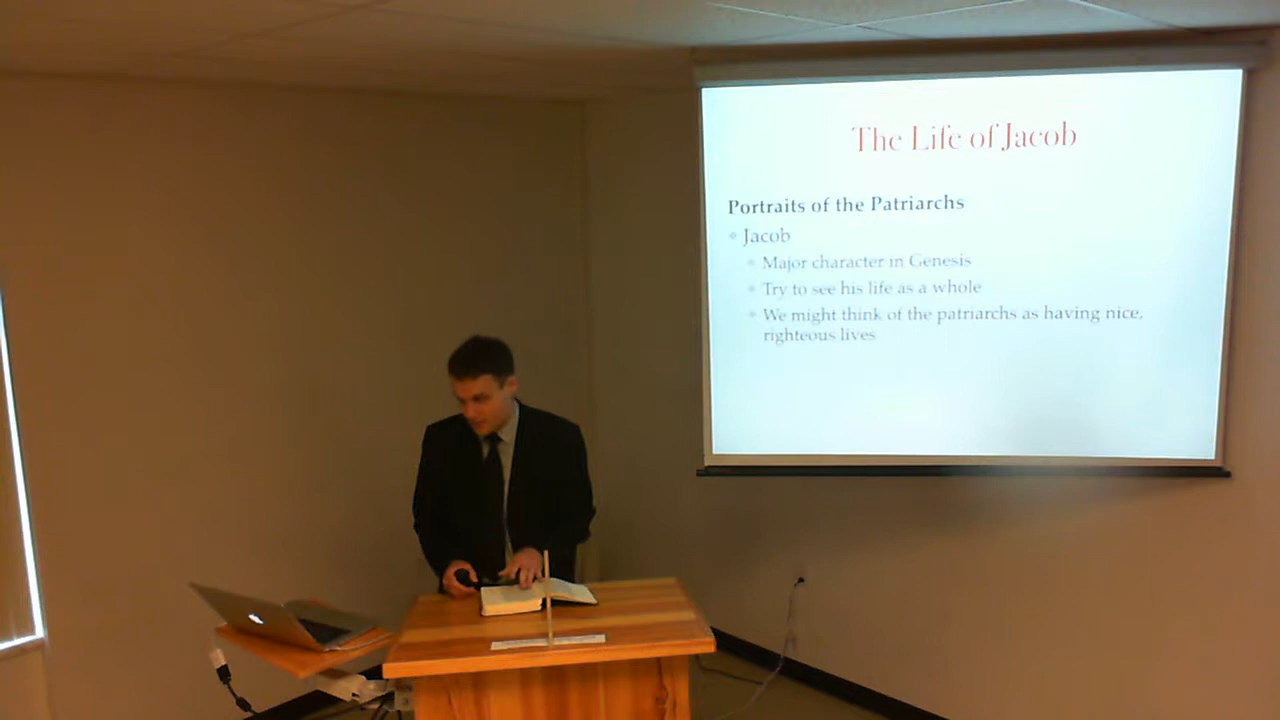 The Life of Jacob
Portraits of the Patriarchs
Jacob
Major character in Genesis
Try to see his life as a whole
We might think of the patriarchs as having nice,
righteous lives